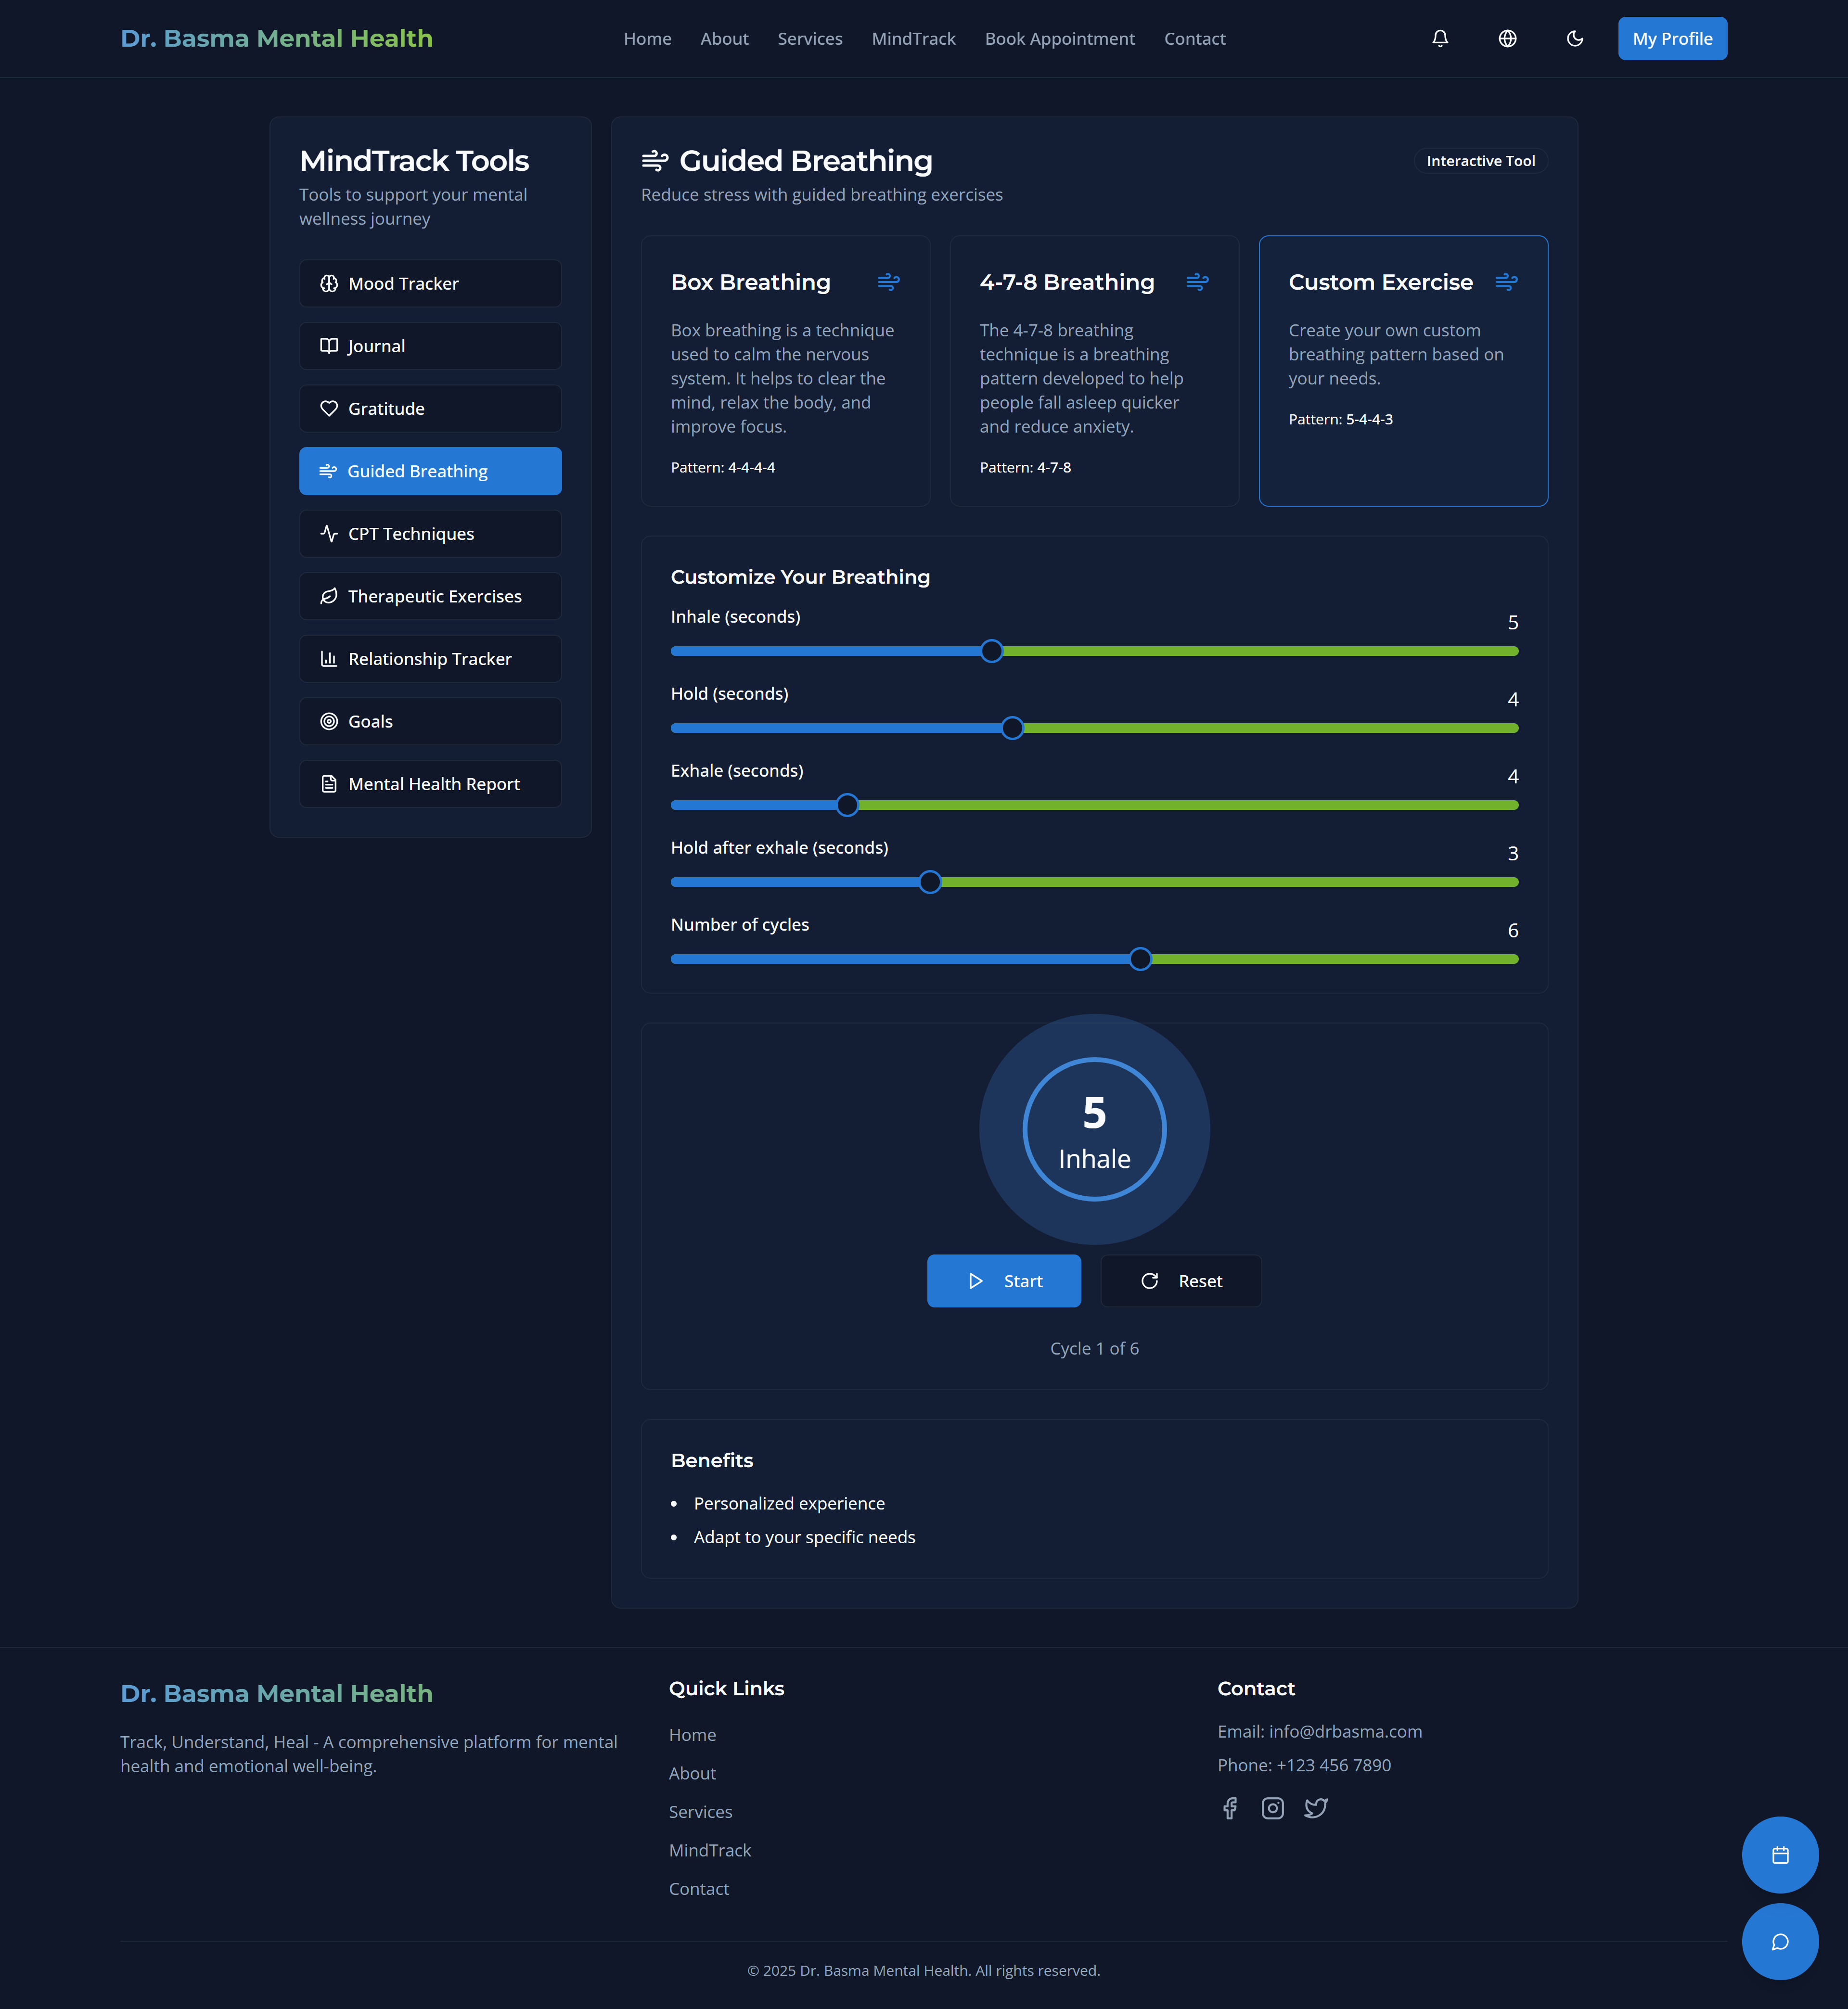 Dr. Basma Mental Health
Home
About
Services
MindTrack
Book Appointment
Contact
My Profile
MindTrack Tools
Tools to support your mental
wellness journey
Mood Tracker
Journal
Gratitude
Guided Breathing
CPT Techniques
Therapeutic Exercises
Relationship Tracker
Goals
Mental Health Report
Guided Breathing
Interactive Tool
Reduce stress with guided breathing exercises
Box Breathing
Box breathing is a technique
used to calm the nervous
system. It helps to clear the
mind, relax the body, and
improve focus.
Pattern: 4-4-4-4
4-7-8 Breathing
The 4-7-8 breathing
technique is a breathing
pattern developed to help
people fall asleep quicker
and reduce anxiety.
Pattern: 4-7-8
Custom Exercise
Create your own custom
breathing pattern based on
your needs.
Pattern: 5-4-4-3
Customize Your Breathing
Inhale (seconds)
5
Hold (seconds)
4
Exhale (seconds)
4
Hold after exhale (seconds)
3
Number of cycles
6
5
Inhale
Start
Reset
Cycle 1 of 6
Benefits
Personalized experience
Adapt to your specific needs
Dr. Basma Mental Health
Track, Understand, Heal - A comprehensive platform for mental
health and emotional well-being.
Quick Links
Home
About
Services
MindTrack
Contact
Contact
Email: info@drbasma.com
Phone: +123 456 7890
© 2025 Dr. Basma Mental Health. All rights reserved.